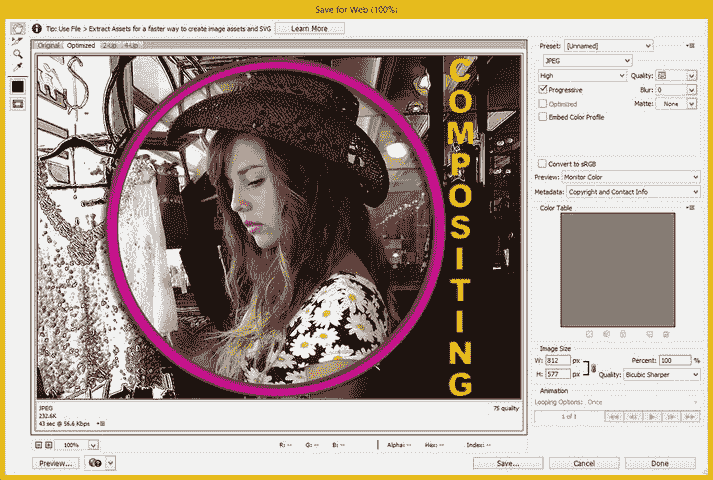 Save for Web (100%)
Tip: Use File > Extract Assets for a faster way to create image assets and SVG
Learn More
Original
Optimized
2-Up
4-Up
Preset: [Unnamed]
JPEG
High
Quality:
Progressive
Blur: 0
Optimized
Matte: None
Embed Color Profile
Convert to sRGB
Preview: Monitor Color
Metadata: Copyright and Contact Info
Color Table
COMPOSITING
Image Size
W: 812 px
Percent: 100 %
H: 577 px
Quality: Bicubic Sharper
Animation
Looping Options: Once
1 of 1
JPEG
232.6K
43 sec @ 56.6 Kbps
75 quality
100%
R: --
G: --
B: --
Alpha: --
Hex: --
Index: --
Preview...
Save...
Cancel
Done